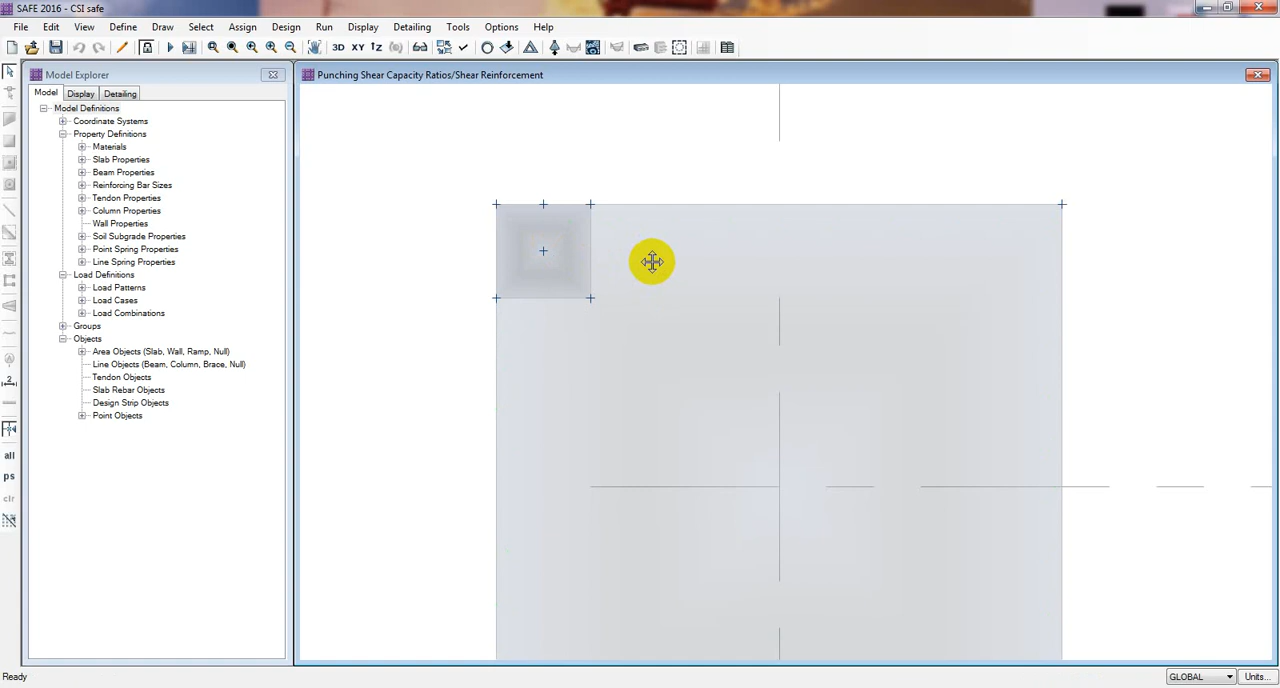 SAFE 2016 - CSI safe
File Edit View Define Draw Select Assign Design Run Display Detailing Tools Options Help
3D XY
Model Explorer
Punching Shear Capacity Ratios/Shear Reinforcement
Model Display Detailing
Model Definitions
Coordinate Systems
Property Definitions
Materials
Slab Properties
Beam Properties
Reinforcing Bar Sizes
Tendon Properties
Column Properties
Wall Properties
Soil Subgrade Properties
Point Spring Properties
Line Spring Properties
Load Definitions
Load Patterns
Load Cases
Load Combinations
Groups
Objects
Area Objects (Slab, Wall, Ramp, Null)
Line Objects (Beam, Column, Brace, Null)
Tendon Objects
Slab Rebar Objects
Design Strip Objects
Point Objects
2
all
ps
clr
Ready
GLOBAL Units...